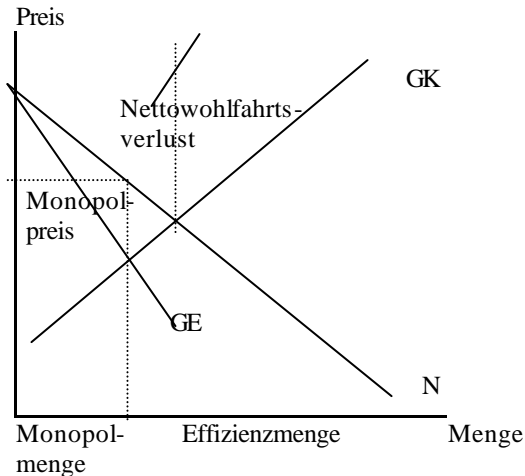 Preis
GK
Nettowohlfahrts-
verlust
Monopol-
preis
GE
N
Monopol-
menge
Effizienzmenge
Menge